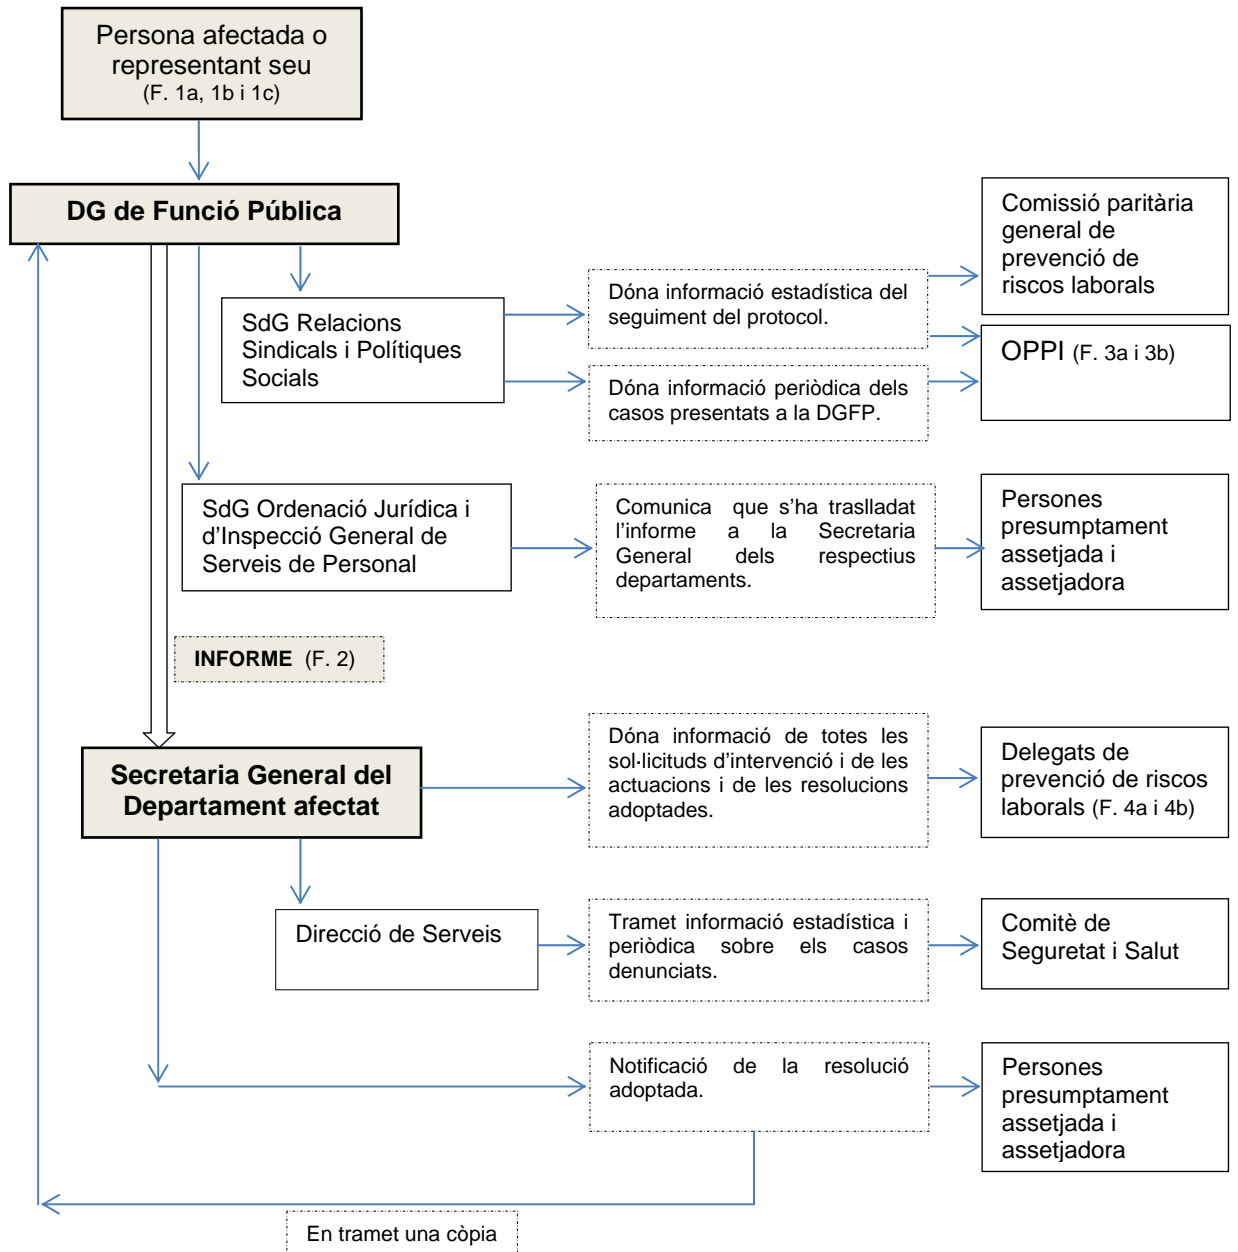 Persona afectada o
representant seu
(F. 1a, 1b i 1c)
DG de Funció Pública
SdG Relacions
Sindicals i Polítiques
Socials
Dóna informació estadística del
seguiment del protocol.
Comissió paritària
general de
prevenció de
riscos laborals
OPPI (F. 3a i 3b)
Dóna informació periòdica dels
casos presentats a la DGFP.
SdG Ordenació Jurídica i
d’Inspecció General de
Serveis de Personal
Comunica que s’ha traslladat
l’informe a la Secretaria
General dels respectius
departaments.
Persones
presumptament
assetjada i
assetjadora
INFORME (F. 2)
Secretaria General del
Departament afectat
Dóna informació de totes les
sol·licituds d’intervenció i de les
actuacions i de les resolucions
adoptades.
Delegats de
prevenció de riscos
laborals (F. 4a i 4b)
Direcció de Serveis
Tramet informació estadística i
periòdica sobre els casos
denunciats.
Comitè de
Seguretat i Salut
Notificació de la resolució
adoptada.
Persones
presumptament
assetjada i
assetjadora
En tramet una còpia